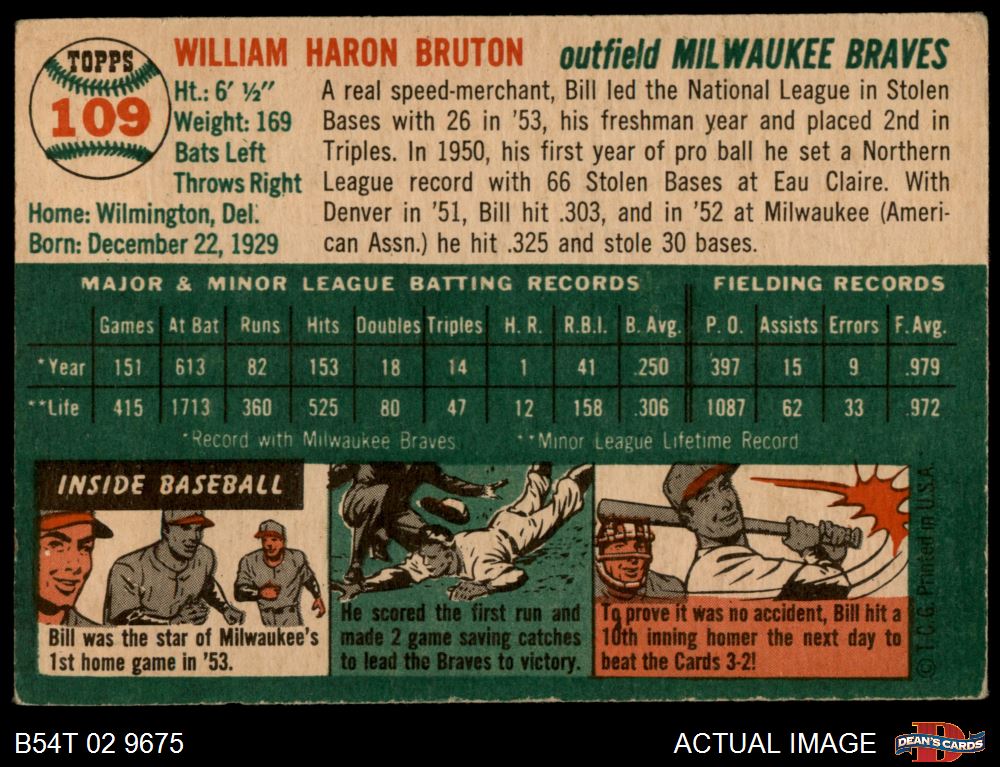 TOPPS
109
WILLIAM HARON BRUTON outfield MILWAUKEE BRAVES
Ht.: 6' ½"
Weight: 169
Bats Left
Throws Right
Home: Wilmington, Del.
Born: December 22, 1929
A real speed-merchant, Bill led the National League in Stolen
Bases with 26 in '53, his freshman year and placed 2nd in
Triples. In 1950, his first year of pro ball he set a Northern
League record with 66 Stolen Bases at Eau Claire. With
Denver in '51, Bill hit .303, and in '52 at Milwaukee (Ameri-
can Assn.) he hit .325 and stole 30 bases.
MAJOR & MINOR LEAGUE BATTING RECORDS FIELDING RECORDS
Games At Bat Runs Hits Doubles Triples H. R. R.B.I. B. Avg. P. O. Assists Errors F. Avg.
*Year 151 613 82 153 18 14 1 41 .250 397 15 9 .979
**Life 415 1713 360 525 80 47 12 158 .306 1087 62 33 .972
*Record with Milwaukee Braves **Minor League Lifetime Record
INSIDE BASEBALL
Bill was the star of Milwaukee's
1st home game in '53.
He scored the first run and
made 2 game saving catches
to lead the Braves to victory.
To prove it was no accident, Bill hit a
10th inning homer the next day to
beat the Cards 3-2!
© T.C.G. Printed in U.S.A.
B54T 02 9675
ACTUAL IMAGE
DEAN'S CARDS